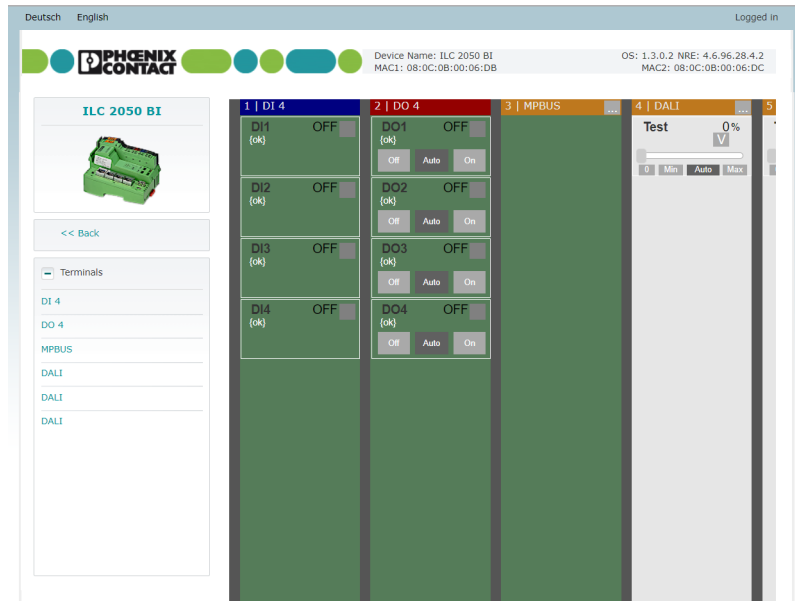 Deutsch English Logged in
PHŒNIX CONTACT
Device Name: ILC 2050 BI OS: 1.3.0.2 NRE: 4.6.96.28.4.2
MAC1: 08:0C:0B:00:06:DB MAC2: 08:0C:0B:00:06:DC
ILC 2050 BI
<< Back
Terminals
DI 4
DO 4
MPBUS
DALI
DALI
DALI
1 | DI 4
DI1 OFF
{ok}
DI2 OFF
{ok}
DI3 OFF
{ok}
DI4 OFF
{ok}
2 | DO 4
DO1 OFF
{ok}
Off Auto On
DO2 OFF
{ok}
Off Auto On
DO3 OFF
{ok}
Off Auto On
DO4 OFF
{ok}
Off Auto On
3 | MPBUS ...
4 | DALI ...
Test 0%
V
0 Min Auto Max
5